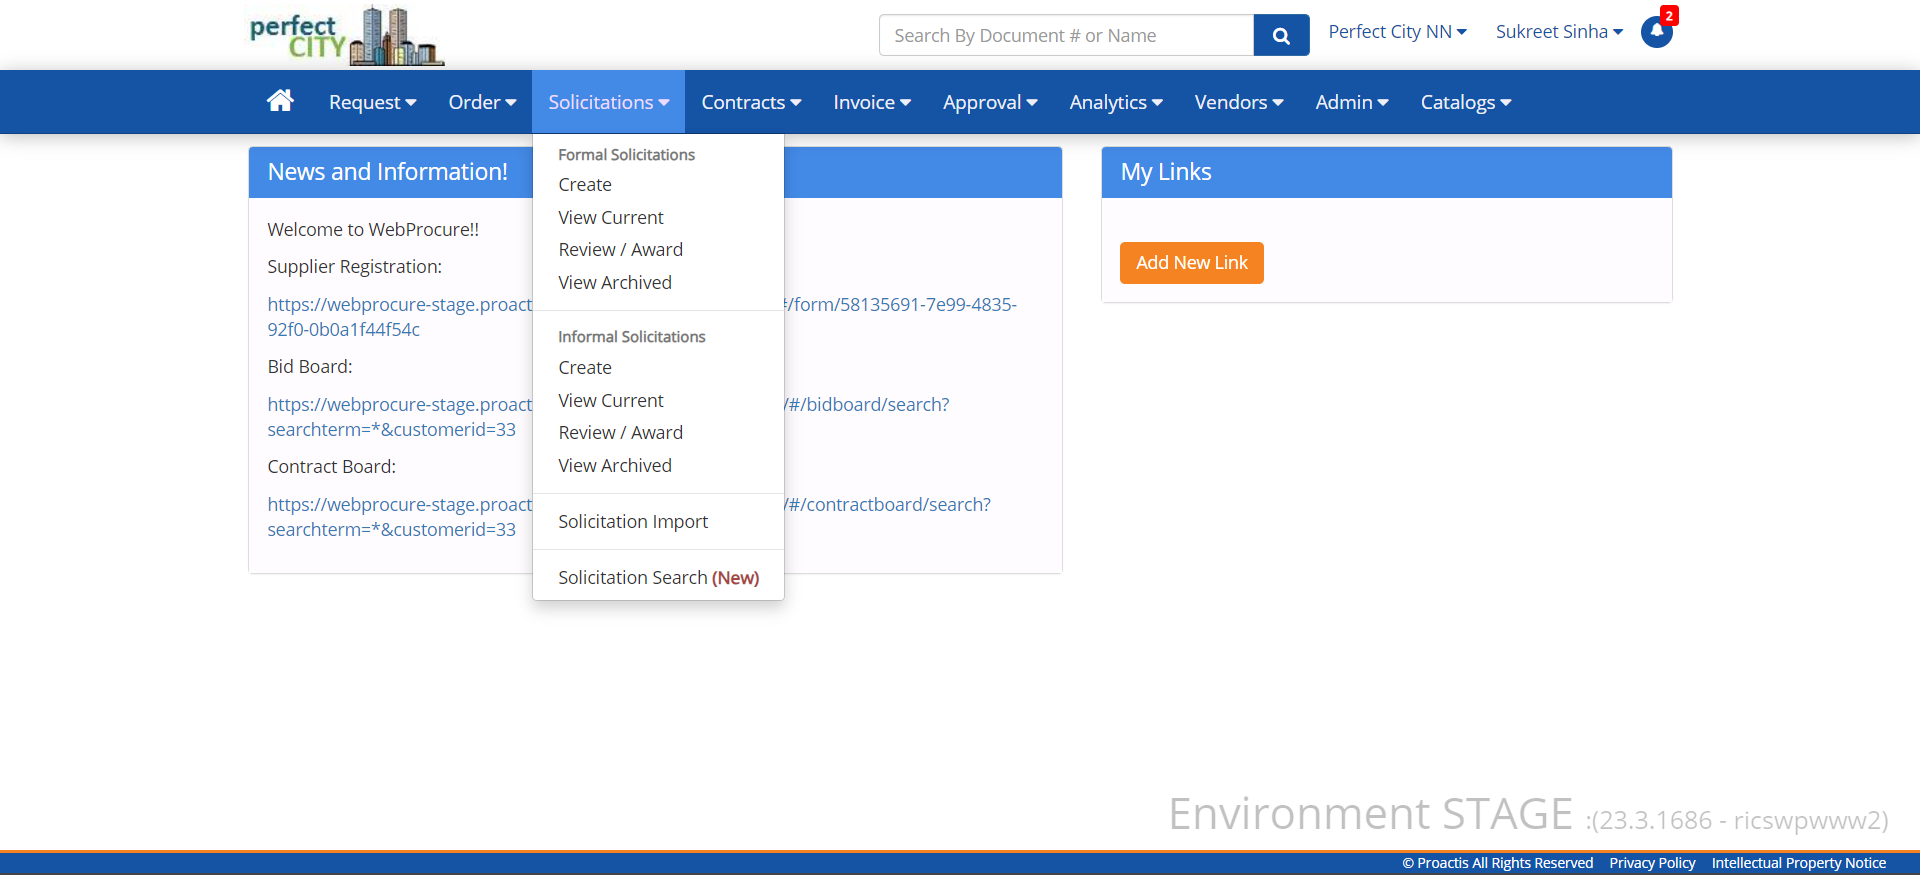 perfect
CITY
Search By Document # or Name
Perfect City NN
Sukreet Sinha
2
Request
Order
Solicitations
Contracts
Invoice
Approval
Analytics
Vendors
Admin
Catalogs
News and Information!
Welcome to WebProcure!!
Supplier Registration:
https://webprocure-stage.proact
#/form/58135691-7e99-4835-
92f0-0b0a1f44f54c
Bid Board:
https://webprocure-stage.proact
/#/bidboard/search?
searchterm=*&customerid=33
Contract Board:
https://webprocure-stage.proact
/#/contractboard/search?
searchterm=*&customerid=33
Formal Solicitations
Create
View Current
Review / Award
View Archived
Informal Solicitations
Create
View Current
Review / Award
View Archived
Solicitation Import
Solicitation Search (New)
My Links
Add New Link
Environment STAGE :(23.3.1686 - ricswpwww2)
© Proactis All Rights Reserved
Privacy Policy
Intellectual Property Notice